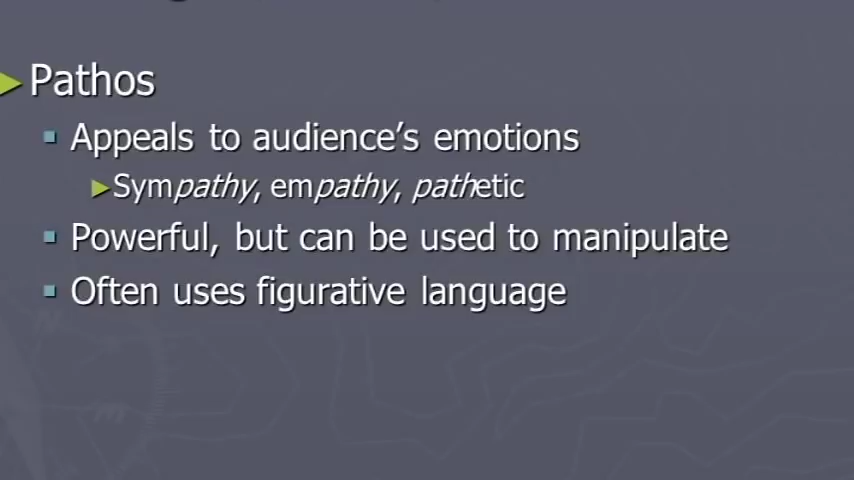 Pathos
Appeals to audience's emotions
Sympathy, empathy, pathetic
Powerful, but can be used to manipulate
Often uses figurative language